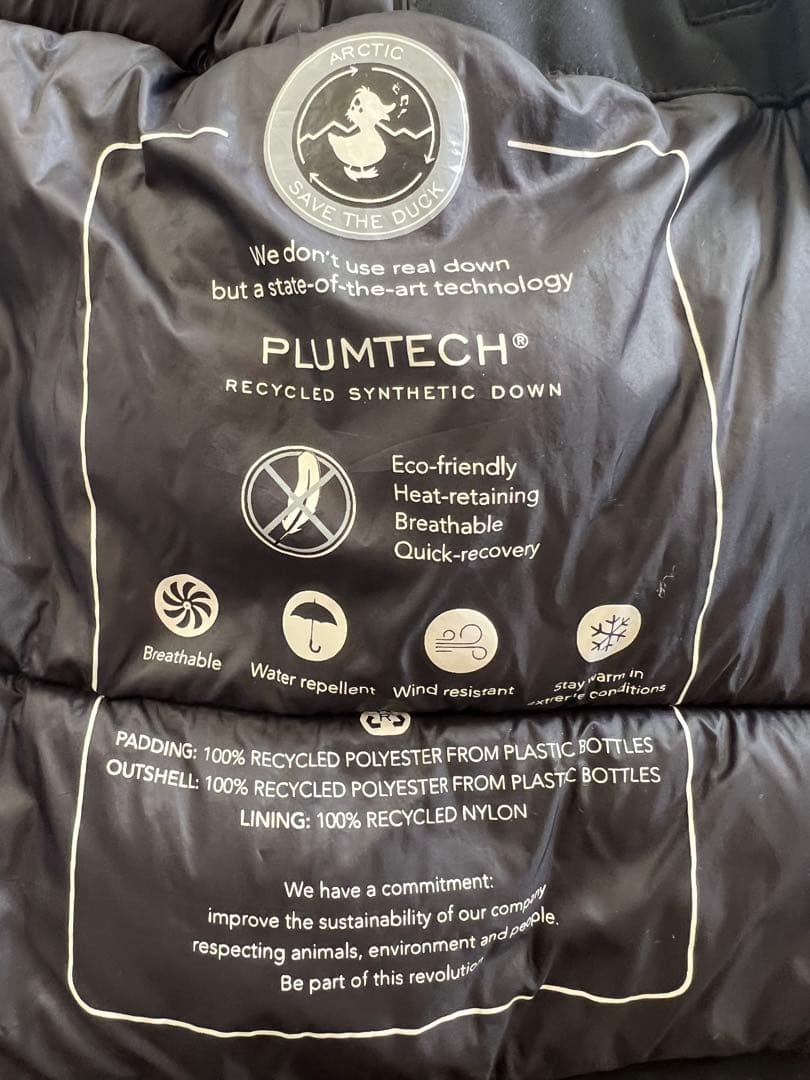 ARCTIC
SAVE THE DUCK
We don't use real down
but a state-of-the-art technology
PLUMTECH®
RECYCLED SYNTHETIC DOWN
Eco-friendly
Heat-retaining
Breathable
Quick-recovery
Breathable
Water repellent
Wind resistant
Stay warm in
extreme conditions
R
PADDING: 100% RECYCLED POLYESTER FROM PLASTIC BOTTLES
OUTSHELL: 100% RECYCLED POLYESTER FROM PLASTIC BOTTLES
LINING: 100% RECYCLED NYLON
We have a commitment:
improve the sustainability of our company
respecting animals, environment and people.
Be part of this revolution